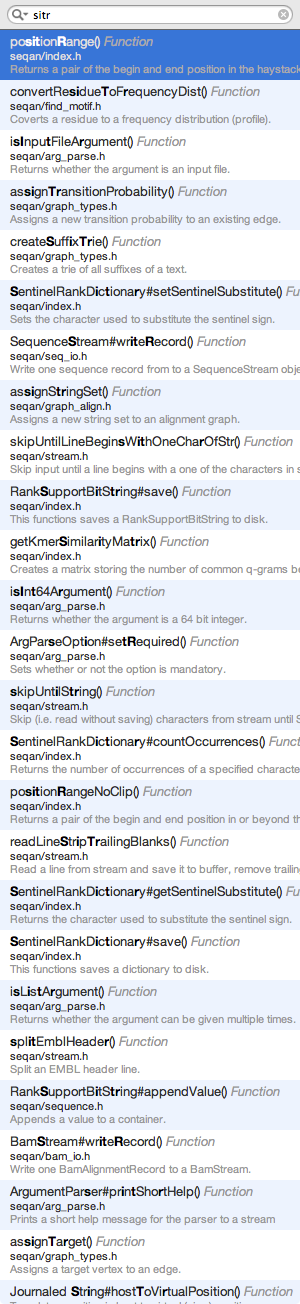 sitr
positionRange() Function
seqan/index.h
Returns a pair of the begin and end position in the haystack
convertResidueToFrequencyDist() Function
seqan/find_motif.h
Coverts a residue to a frequency distribution (profile).
isInputFileArgument() Function
seqan/arg_parse.h
Returns whether the argument is an input file.
assignTransitionProbability() Function
seqan/graph_types.h
Assigns a new transition probability to an existing edge.
createSuffixTrie() Function
seqan/graph_types.h
Creates a trie of all suffixes of a text.
SentinelRankDictionary#setSentinelSubstitute() Fu
seqan/index.h
Sets the character used to substitute the sentinel sign.
SequenceStream#writeRecord() Function
seqan/seq_io.h
Write one sequence record from to a SequenceStream obje
assignStringSet() Function
seqan/graph_align.h
Assigns a new string set to an alignment graph.
skipUntilLineBeginsWithOneCharOfStr() Function
seqan/stream.h
Skip input until a line begins with a one of the characters in s
RankSupportBitString#save() Function
seqan/index.h
This functions saves a RankSupportBitString to disk.
getKmerSimilarityMatrix() Function
seqan/index.h
Creates a matrix storing the number of common q-grams be
isInt64Argument() Function
seqan/arg_parse.h
Returns whether the argument is a 64 bit integer.
ArgParseOption#setRequired() Function
seqan/arg_parse.h
Sets whether or not the option is mandatory.
skipUntilString() Function
seqan/stream.h
Skip (i.e. read without saving) characters from stream until S
SentinelRankDictionary#countOccurrences() Funct
seqan/index.h
Returns the number of occurrences of a specified characte
positionRangeNoClip() Function
seqan/index.h
Returns a pair of the begin and end position in or beyond th
readLineStripTrailingBlanks() Function
seqan/stream.h
Read a line from stream and save it to buffer, remove trailing
SentinelRankDictionary#getSentinelSubstitute() Fu
seqan/index.h
Returns the character used to substitute the sentinel sign.
SentinelRankDictionary#save() Function
seqan/index.h
This functions saves a dictionary to disk.
isListArgument() Function
seqan/arg_parse.h
Returns whether the argument can be given multiple times.
splitEmblHeader() Function
seqan/stream.h
Split an EMBL header line.
RankSupportBitString#appendValue() Function
seqan/sequence.h
Appends a value to a container.
BamStream#writeRecord() Function
seqan/bam_io.h
Write one BamAlignmentRecord to a BamStream.
ArgumentParser#printShortHelp() Function
seqan/arg_parse.h
Prints a short help message for the parser to a stream
assignTarget() Function
seqan/graph_types.h
Assigns a target vertex to an edge.
Journaled String#hostToVirtualPosition() Function